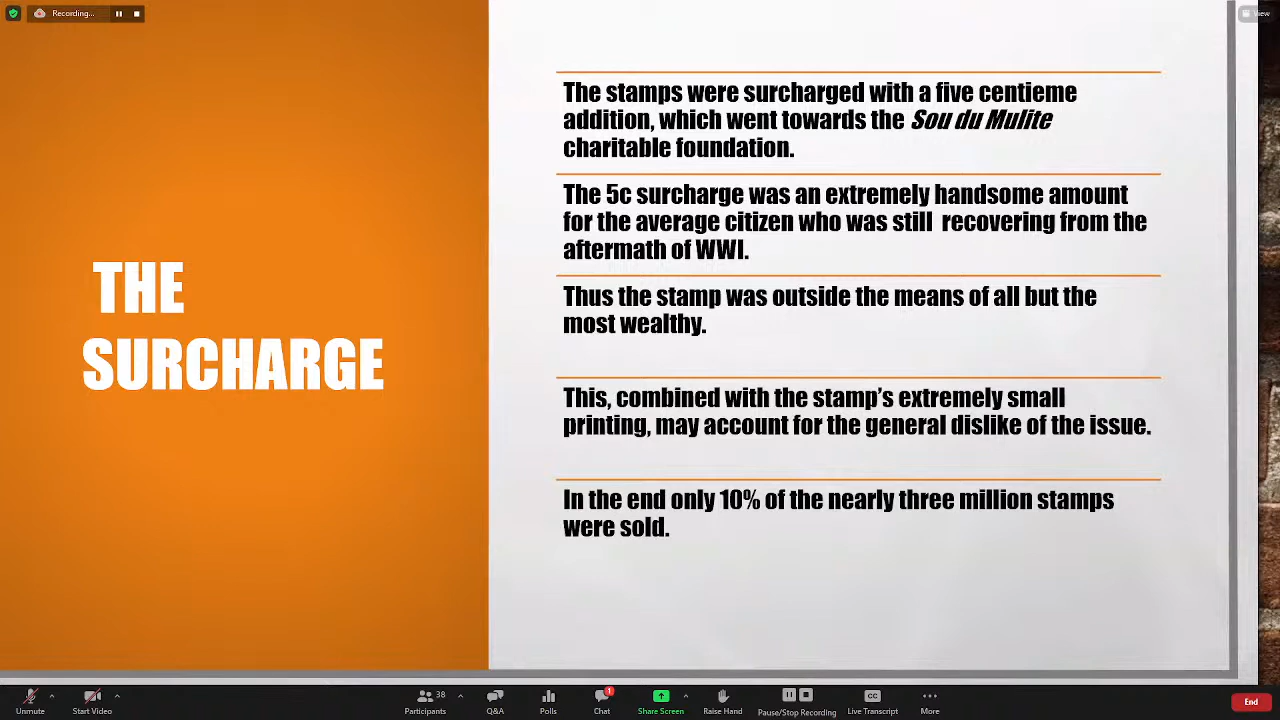 Recording...
View
THE
SURCHARGE
The stamps were surcharged with a five centieme
addition, which went towards the Sou du Mulite
charitable foundation.
The 5c surcharge was an extremely handsome amount
for the average citizen who was still recovering from the
aftermath of WWI.
Thus the stamp was outside the means of all but the
most wealthy.
This, combined with the stamp's extremely small
printing, may account for the general dislike of the issue.
In the end only 10% of the nearly three million stamps
were sold.
Unmute
Start Video
38
Participants
Q&A
Polls
1
Chat
Share Screen
Raise Hand
Pause/Stop Recording
CC
Live Transcript
More
End